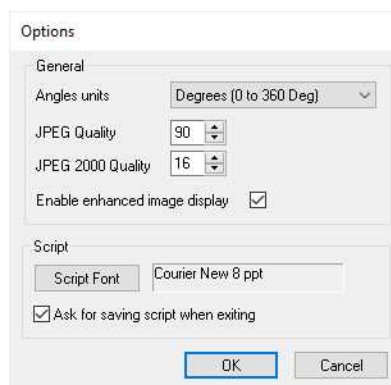 Options
General
Angles units Degrees (0 to 360 Deg)
JPEG Quality 90
JPEG 2000 Quality 16
Enable enhanced image display
Script
Script Font Courier New 8 ppt
Ask for saving script when exiting
OK Cancel